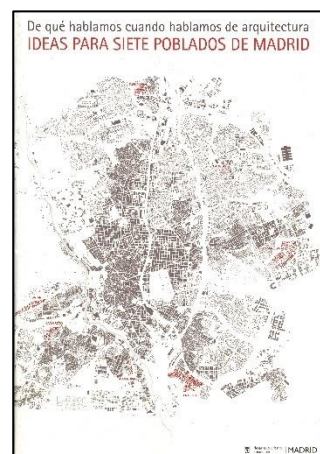 De qué hablamos cuando hablamos de arquitectura
IDEAS PARA SIETE POBLADOS DE MADRID
MADRID